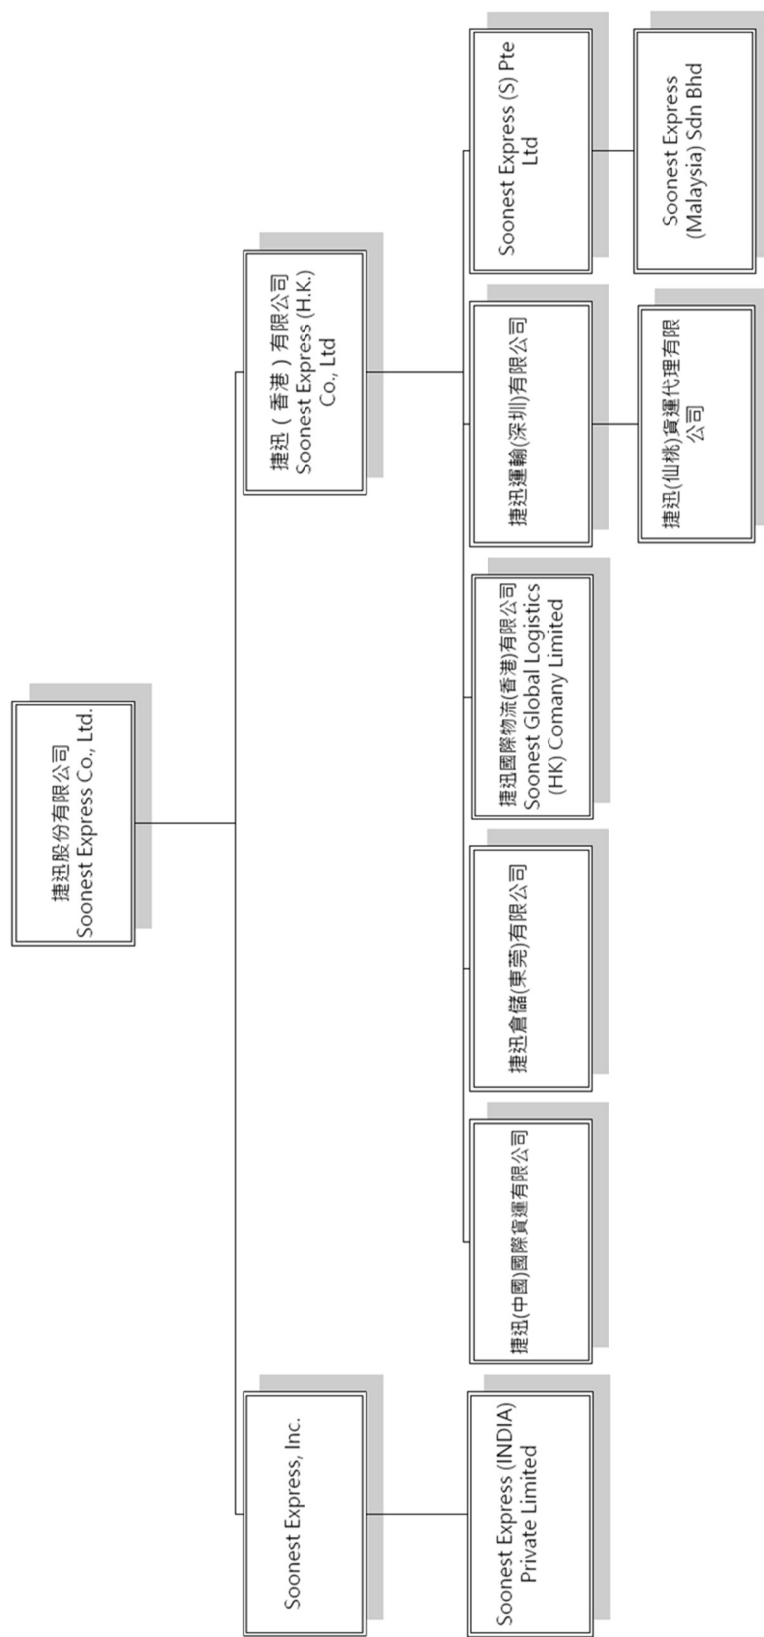 捷迅股份有限公司
Soonest Express Co., Ltd.
Soonest Express, Inc.
捷迅（香港）有限公司
Soonest Express (H.K.)
Co., Ltd
Soonest Express (INDIA)
Private Limited
捷迅(中國)國際貨運有限公司
捷迅倉儲(東莞)有限公司
捷迅國際物流(香港)有限公司
Soonest Global Logistics
(HK) Comany Limited
捷迅運輸(深圳)有限公司
Soonest Express (S) Pte
Ltd
捷迅(仙桃)貨運代理有限
公司
Soonest Express
(Malaysia) Sdn Bhd